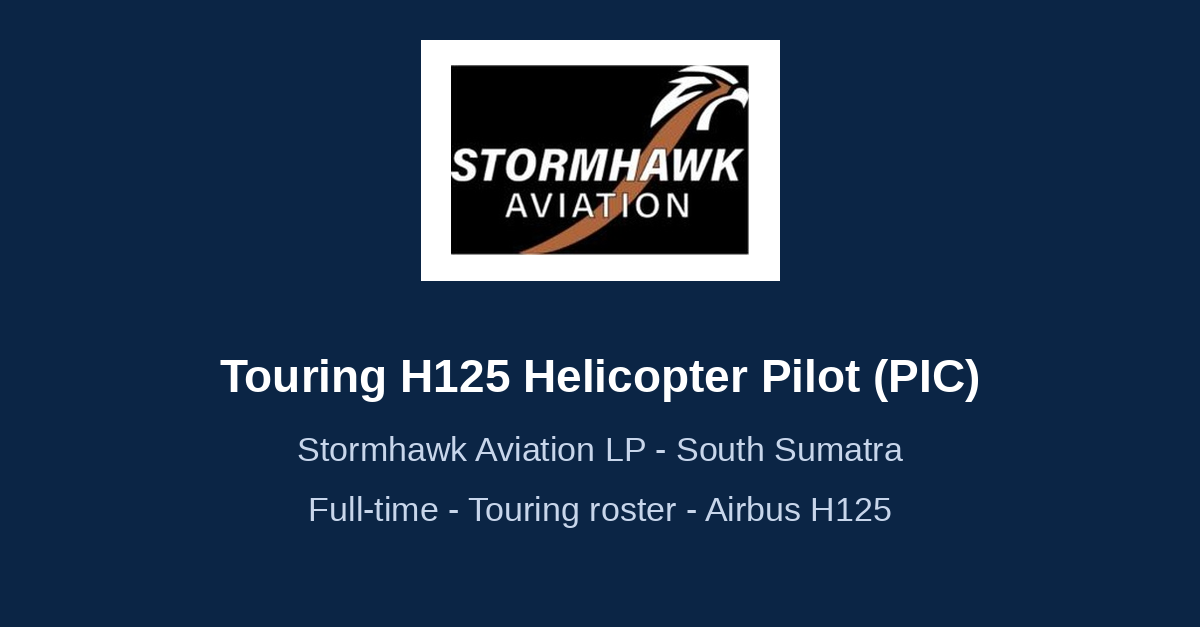 STORMHAWK
AVIATION
Touring H125 Helicopter Pilot (PIC)
Stormhawk Aviation LP - South Sumatra
Full-time - Touring roster - Airbus H125